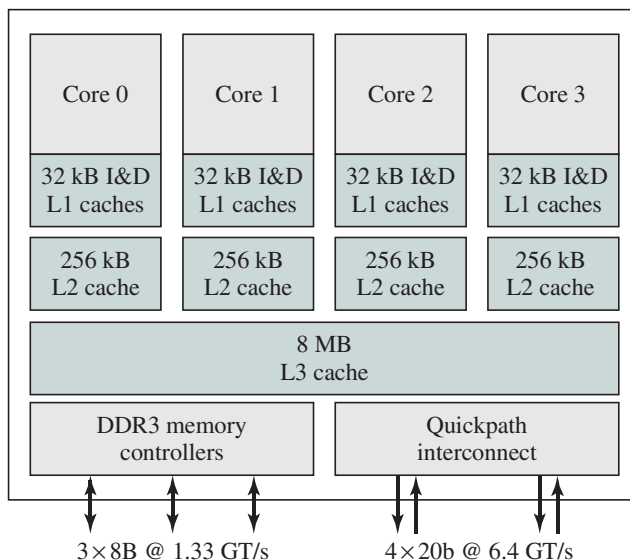 Core 0
Core 1
Core 2
Core 3
32 kB I&D
L1 caches
32 kB I&D
L1 caches
32 kB I&D
L1 caches
32 kB I&D
L1 caches
256 kB
L2 cache
256 kB
L2 cache
256 kB
L2 cache
256 kB
L2 cache
8 MB
L3 cache
DDR3 memory
controllers
Quickpath
interconnect
3×8B @ 1.33 GT/s
4×20b @ 6.4 GT/s